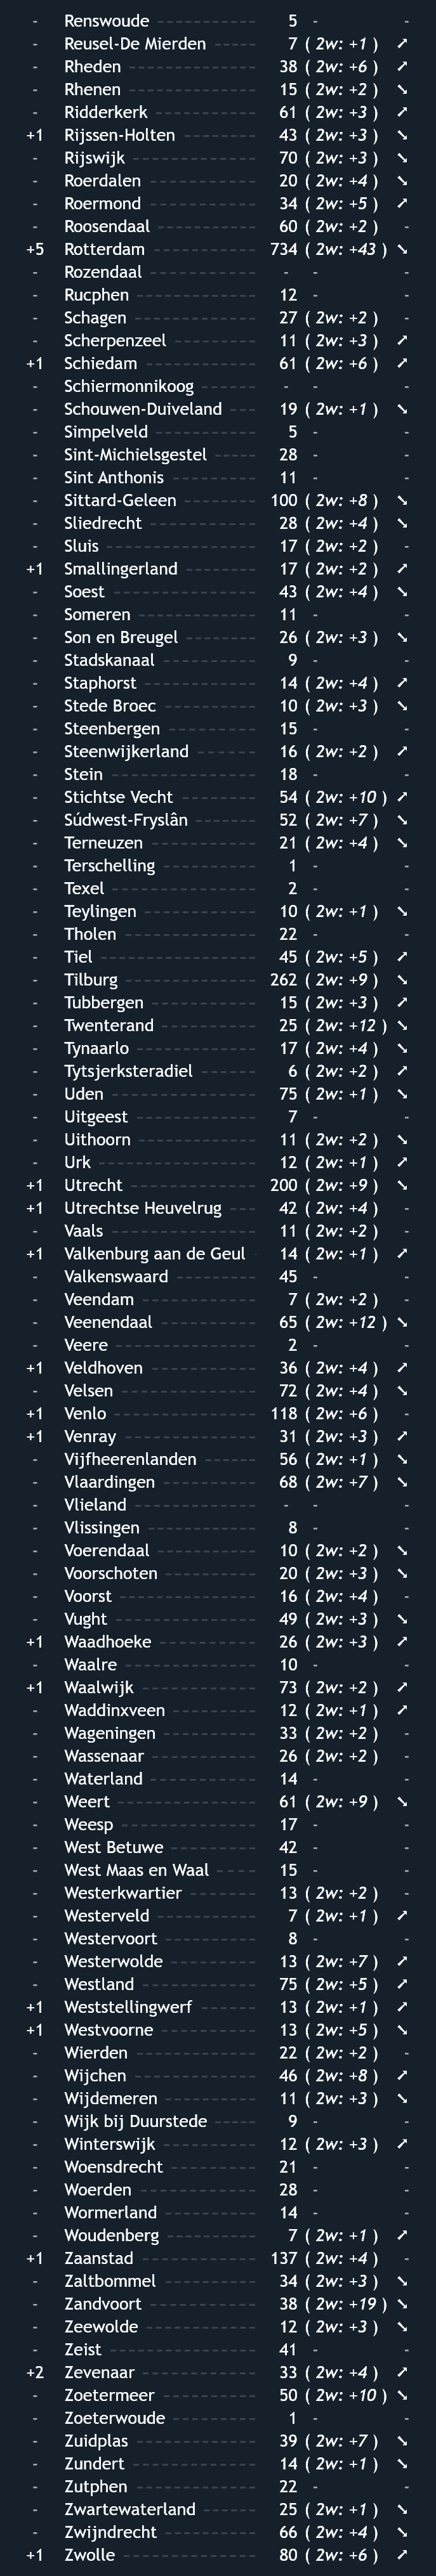 - Renswoude 5 - -
- Reusel-De Mierden 7 ( 2w: +1 ) ➚
- Rheden 38 ( 2w: +6 ) ➚
- Rhenen 15 ( 2w: +2 ) ➘
- Ridderkerk 61 ( 2w: +3 ) ➚
+1 Rijssen-Holten 43 ( 2w: +3 ) ➘
- Rijswijk 70 ( 2w: +3 ) ➘
- Roerdalen 20 ( 2w: +4 ) ➘
- Roermond 34 ( 2w: +5 ) ➚
- Roosendaal 60 ( 2w: +2 ) -
+5 Rotterdam 734 ( 2w: +43 ) ➘
- Rozendaal - - -
- Rucphen 12 - -
- Schagen 27 ( 2w: +2 ) -
- Scherpenzeel 11 ( 2w: +3 ) ➚
+1 Schiedam 61 ( 2w: +6 ) ➚
- Schiermonnikoog - - -
- Schouwen-Duiveland 19 ( 2w: +1 ) ➘
- Simpelveld 5 - -
- Sint-Michielsgestel 28 - -
- Sint Anthonis 11 - -
- Sittard-Geleen 100 ( 2w: +8 ) ➘
- Sliedrecht 28 ( 2w: +4 ) ➘
- Sluis 17 ( 2w: +2 ) -
+1 Smallingerland 17 ( 2w: +2 ) ➚
- Soest 43 ( 2w: +4 ) ➘
- Someren 11 - -
- Son en Breugel 26 ( 2w: +3 ) ➘
- Stadskanaal 9 - -
- Staphorst 14 ( 2w: +4 ) ➚
- Stede Broec 10 ( 2w: +3 ) ➘
- Steenbergen 15 - -
- Steenwijkerland 16 ( 2w: +2 ) ➚
- Stein 18 - -
- Stichtse Vecht 54 ( 2w: +10 ) ➚
- Súdwest-Fryslân 52 ( 2w: +7 ) ➘
- Terneuzen 21 ( 2w: +4 ) ➘
- Terschelling 1 - -
- Texel 2 - -
- Teylingen 10 ( 2w: +1 ) ➘
- Tholen 22 - -
- Tiel 45 ( 2w: +5 ) ➚
- Tilburg 262 ( 2w: +9 ) ➘
- Tubbergen 15 ( 2w: +3 ) ➚
- Twenterand 25 ( 2w: +12 ) ➘
- Tynaarlo 17 ( 2w: +4 ) ➘
- Tytsjerksteradiel 6 ( 2w: +2 ) ➚
- Uden 75 ( 2w: +1 ) ➘
- Uitgeest 7 - -
- Uithoorn 11 ( 2w: +2 ) ➘
- Urk 12 ( 2w: +1 ) ➚
+1 Utrecht 200 ( 2w: +9 ) ➘
+1 Utrechtse Heuvelrug 42 ( 2w: +4 ) -
- Vaals 11 ( 2w: +2 ) -
+1 Valkenburg aan de Geul 14 ( 2w: +1 ) ➚
- Valkenswaard 45 - -
- Veendam 7 ( 2w: +2 ) -
- Veenendaal 65 ( 2w: +12 ) ➘
- Veere 2 - -
+1 Veldhoven 36 ( 2w: +4 ) ➚
- Velsen 72 ( 2w: +4 ) ➘
+1 Venlo 118 ( 2w: +6 ) -
+1 Venray 31 ( 2w: +3 ) ➚
- Vijfheerenlanden 56 ( 2w: +1 ) ➘
- Vlaardingen 68 ( 2w: +7 ) ➘
- Vlieland - - -
- Vlissingen 8 - -
- Voerendaal 10 ( 2w: +2 ) ➘
- Voorschoten 20 ( 2w: +3 ) ➘
- Voorst 16 ( 2w: +4 ) -
- Vught 49 ( 2w: +3 ) ➘
+1 Waadhoeke 26 ( 2w: +3 ) ➚
- Waalre 10 - -
+1 Waalwijk 73 ( 2w: +2 ) ➚
- Waddinxveen 12 ( 2w: +1 ) ➚
- Wageningen 33 ( 2w: +2 ) -
- Wassenaar 26 ( 2w: +2 ) -
- Waterland 14 - -
- Weert 61 ( 2w: +9 ) ➘
- Weesp 17 - -
- West Betuwe 42 - -
- West Maas en Waal 15 - -
- Westerkwartier 13 ( 2w: +2 ) -
- Westerveld 7 ( 2w: +1 ) ➚
- Westervoort 8 - -
- Westerwolde 13 ( 2w: +7 ) ➚
- Westland 75 ( 2w: +5 ) ➚
+1 Weststellingwerf 13 ( 2w: +1 ) ➚
+1 Westvoorne 13 ( 2w: +5 ) ➘
- Wierden 22 ( 2w: +2 ) -
- Wijchen 46 ( 2w: +8 ) ➚
- Wijdemeren 11 ( 2w: +3 ) ➘
- Wijk bij Duurstede 9 - -
- Winterswijk 12 ( 2w: +3 ) ➚
- Woensdrecht 21 - -
- Woerden 28 - -
- Wormerland 14 - -
- Woudenberg 7 ( 2w: +1 ) ➚
+1 Zaanstad 137 ( 2w: +4 ) -
- Zaltbommel 34 ( 2w: +3 ) ➘
- Zandvoort 38 ( 2w: +19 ) ➘
- Zeewolde 12 ( 2w: +3 ) ➘
- Zeist 41 - -
+2 Zevenaar 33 ( 2w: +4 ) ➚
- Zoetermeer 50 ( 2w: +10 ) ➘
- Zoeterwoude 1 - -
- Zuidplas 39 ( 2w: +7 ) ➘
- Zundert 14 ( 2w: +1 ) ➘
- Zutphen 22 - -
- Zwartewaterland 25 ( 2w: +1 ) ➘
- Zwijndrecht 66 ( 2w: +4 ) ➘
+1 Zwolle 80 ( 2w: +6 ) ➚